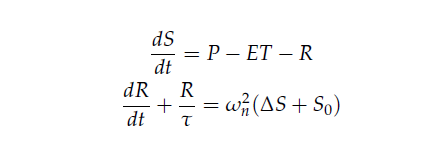 dS/dt = P − ET − R
dR/dt + R/τ = ω_n^2(ΔS + S_0)